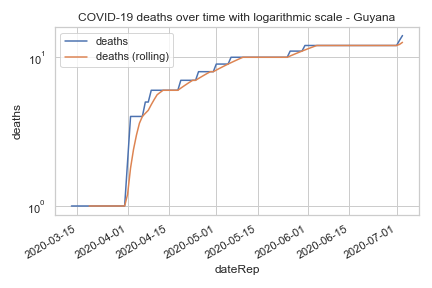 COVID-19 deaths over time with logarithmic scale - Guyana
deaths
deaths (rolling)
10¹
10⁰
deaths
2020-03-15
2020-04-01
2020-04-15
2020-05-01
2020-05-15
2020-06-01
2020-06-15
2020-07-01
dateRep